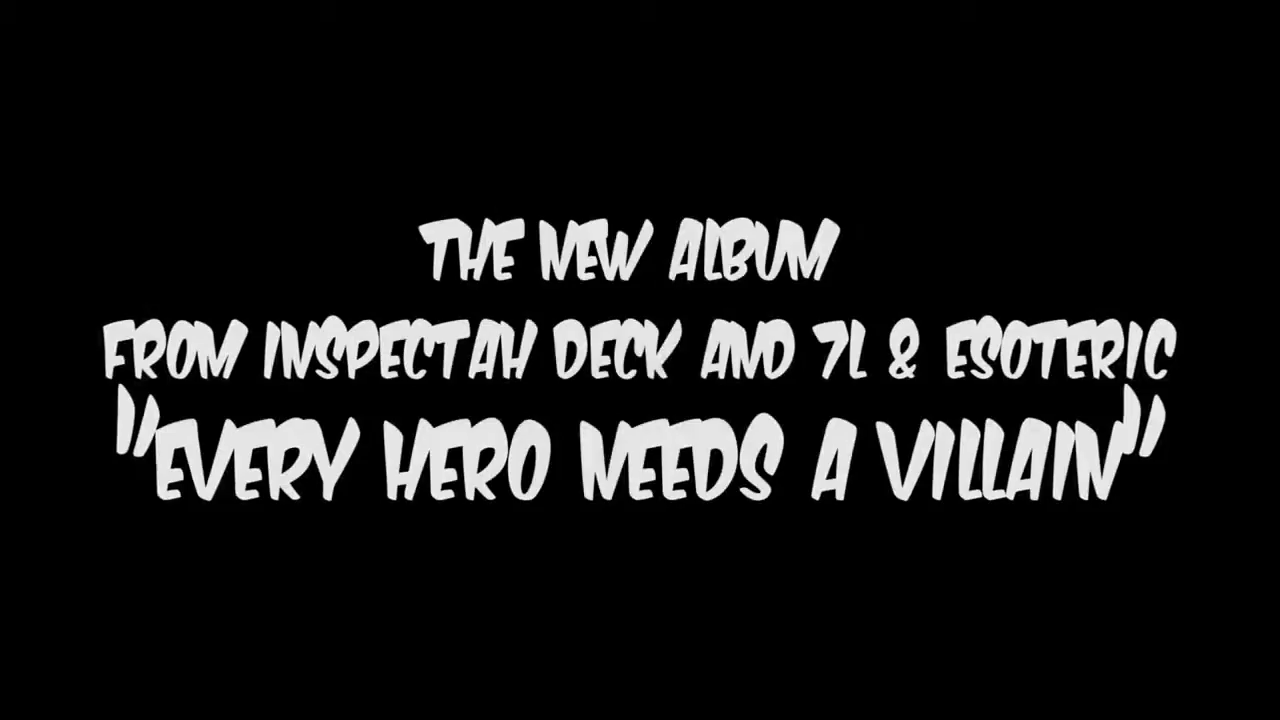 THE NEW ALBUM
FROM INSPECTAH DECK AND 7L & ESOTERIC
"EVERY HERO NEEDS A VILLAIN"